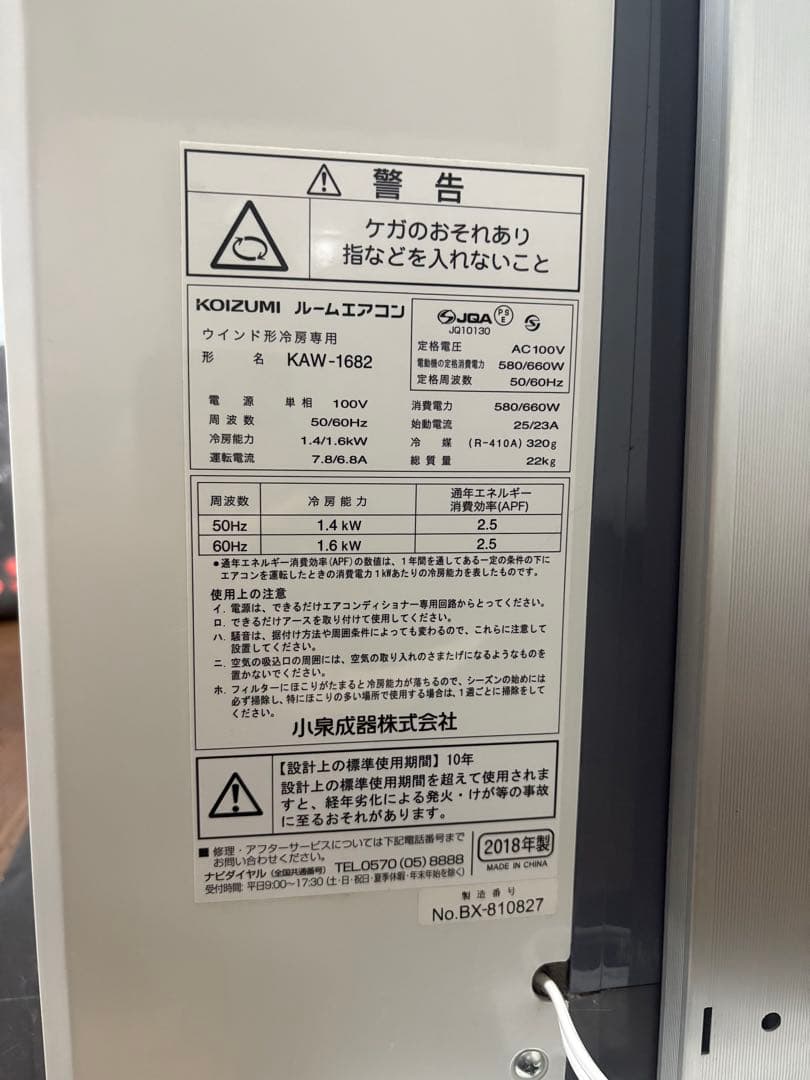 警告
ケガのおそれあり
指などを入れないこと
KOIZUMI ルームエアコン
ウインド形冷房専用
形名 KAW-1682
JQA PSE S
JQ10130
定格電圧 AC100V
電動機の定格消費電力 580/660W
定格周波数 50/60Hz
電源 単相 100V
周波数 50/60Hz
冷房能力 1.4/1.6kW
運転電流 7.8/6.8A
消費電力 580/660W
始動電流 25/23A
冷媒 (R-410A) 320g
総質量 22kg
周波数 冷房能力 通年エネルギー
消費効率(APF)
50Hz 1.4 kW 2.5
60Hz 1.6 kW 2.5
●通年エネルギー消費効率(APF)の数値は、1年間を通してある一定の条件の下に
エアコンを運転したときの消費電力1kWあたりの冷房能力を表したものです。
使用上の注意
イ. 電源は、できるだけエアコンディショナー専用回路からとってください。
ロ. できるだけアースを取り付けて使用してください。
ハ. 騒音は、据付け方法や周囲条件によっても変わるので、これらに注意して
設置してください。
ニ. 空気の吸込口の周囲には、空気の取り入れのさまたげになるようなものを
置かないでください。
ホ. フィルターにほこりがたまると冷房能力が落ちるので、シーズンの始めには
必ず掃除し、特にほこりの多い場所で使用する場合は、1週ごとに掃除をして
ください。
小泉成器株式会社
【設計上の標準使用期間】10年
設計上の標準使用期間を超えて使用されま
すと、経年劣化による発火・けが等の事故
に至るおそれがあります。
■ 修理・アフターサービスについては下記電話番号まで
お問い合わせください。
ナビダイヤル (全国共通番号) TEL.0570 (05) 8888
受付時間: 平日9:00~17:30 (土・日・祝日・夏季休暇・年末年始を除く)
2018年製
MADE IN CHINA
製造番号
No.BX-810827